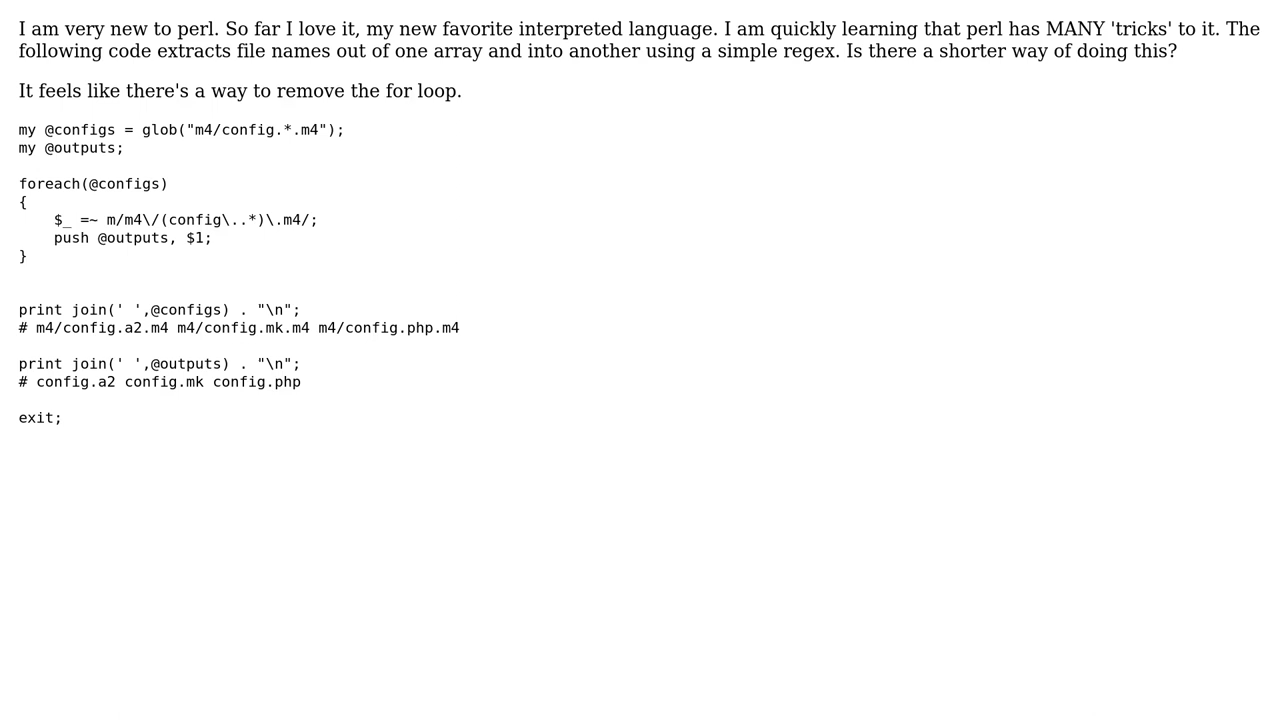 I am very new to perl. So far I love it, my new favorite interpreted language. I am quickly learning that perl has MANY 'tricks' to it. The
following code extracts file names out of one array and into another using a simple regex. Is there a shorter way of doing this?
It feels like there's a way to remove the for loop.
my @configs = glob("m4/config.*.m4");
my @outputs;
foreach(@configs)
{
    $_ =~ m/m4\/(config\..*)\.m4/;
    push @outputs, $1;
}
print join(' ',@configs) . "\n";
# m4/config.a2.m4 m4/config.mk.m4 m4/config.php.m4
print join(' ',@outputs) . "\n";
# config.a2 config.mk config.php
exit;